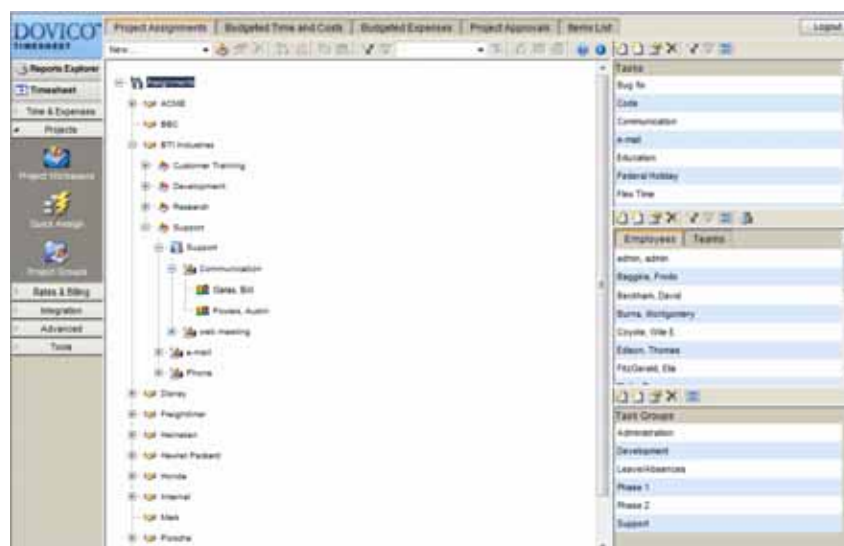 DOVICO
TIMESHEET
Project Assignments
Budgeted Time and Costs
Budgeted Expenses
Project Approvals
Items List
Logout
New...
Reports Explorer
Timesheet
Time & Expenses
Projects
Project Workspace
Quick Assign
Project Groups
Rates & Billing
Integration
Advanced
Tools
Assignments
ACME
BBC
BTI Industries
Customer Training
Development
Research
Support
Support
Communication
Gates, Bill
Powers, Austin
web meeting
e-mail
Phone
Disney
Freightliner
Heineken
Hewlet Packard
Honda
Internal
Mark
Porsche
Tasks
Bug fix
Code
Communication
e-mail
Education
Federal Holiday
Flex Time
Employees
Teams
admin, admin
Baggins, Frodo
Beckham, David
Burns, Montgomery
Coyote, Wile E.
Edison, Thomas
FitzGerald, Ella
Task Groups
Administration
Development
Leave/Absences
Phase 1
Phase 2
Support